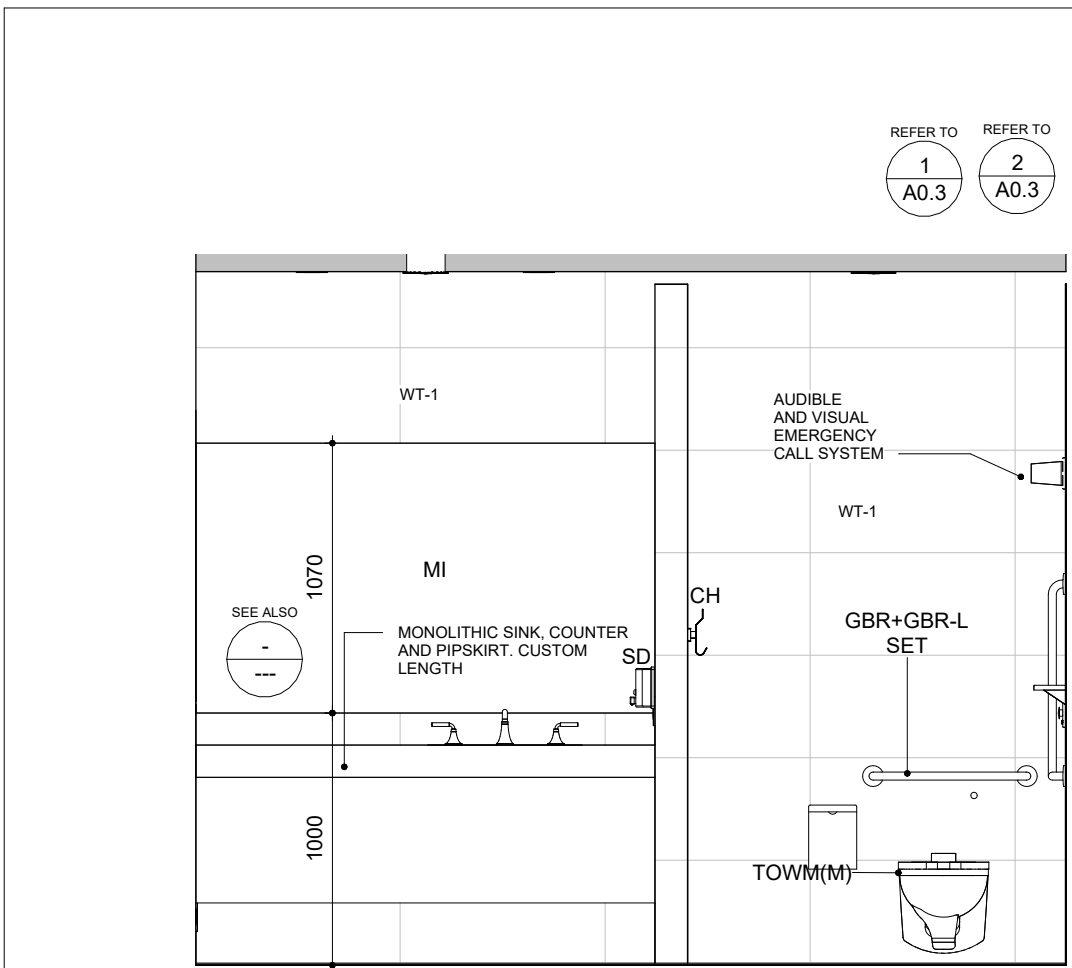 REFER TO
1
A0.3
REFER TO
2
A0.3
WT-1
AUDIBLE
AND VISUAL
EMERGENCY
CALL SYSTEM
WT-1
1070
MI
CH
SEE ALSO
-
---
MONOLITHIC SINK, COUNTER
AND PIPSKIRT. CUSTOM
LENGTH
SD
GBR+GBR-L
SET
1000
TOWM(M)